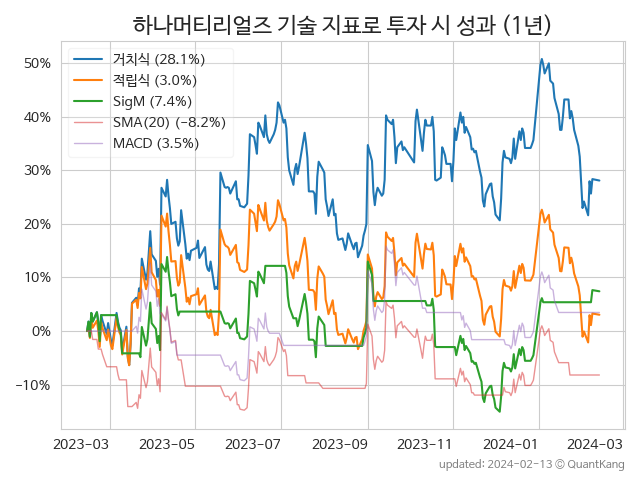 하나머티리얼즈 기술 지표로 투자 시 성과 (1년)
거치식 (28.1%)
적립식 (3.0%)
SigM (7.4%)
SMA(20) (−8.2%)
MACD (3.5%)
50%
40%
30%
20%
10%
0%
−10%
2023-03 2023-05 2023-07 2023-09 2023-11 2024-01 2024-03
updated: 2024-02-13 © QuantKang